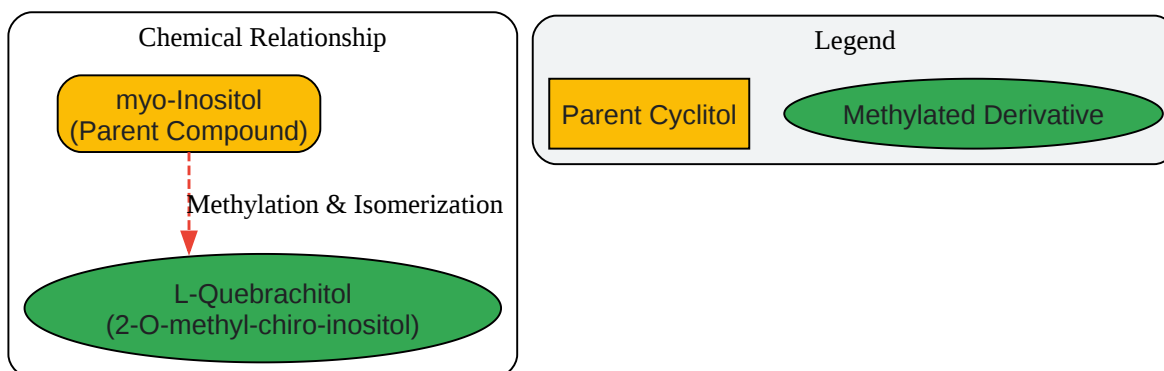 Chemical Relationship
myo-Inositol
(Parent Compound)
Methylation & Isomerization
L-Quebrachitol
(2-O-methyl-chiro-inositol)
Legend
Parent Cyclitol
Methylated Derivative